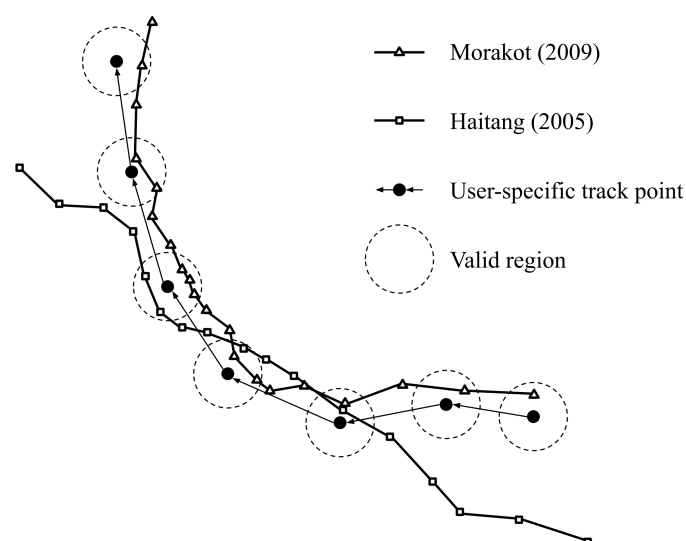 Morakot (2009)
Haitang (2005)
User-specific track point
Valid region